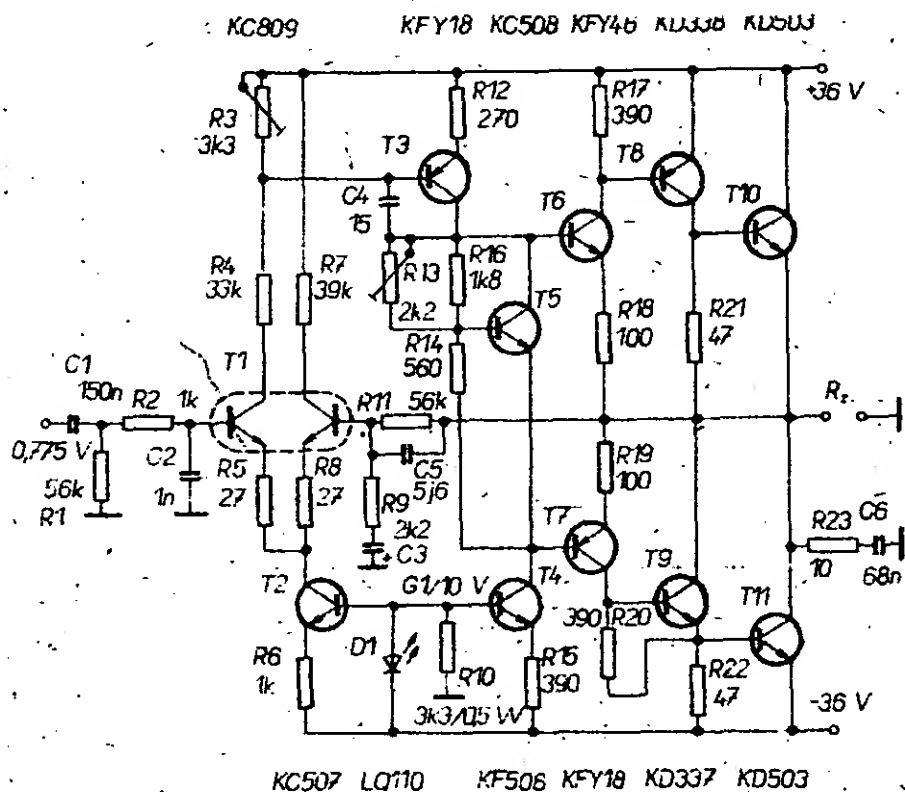 KC809 KFY18 KC508 KFY46 KD338 KD503
R3
3k3
R12
270
R17
390
+36 V
T3
T8
C4
15
T6
T10
R4
33k
R7
39k
R13
2k2
R16
1k8
T5
R18
100
R21
47
C1
150n
R2
1k
T1
R14
560
R11
56k
Rz
0,775 V
56k
R1
C2
1n
R5
27
R8
27
C5
5j6
R9
2k2
C3
+
R19
100
T7
R23
10
C6
68n
T2
G1/10 V
T4
T9
T11
R6
1k
D1
R10
3k3/0,5 W
R15
390
390
R20
R22
47
-36 V
KC507 LQ110 KF506 KFY18 KD337 KD503